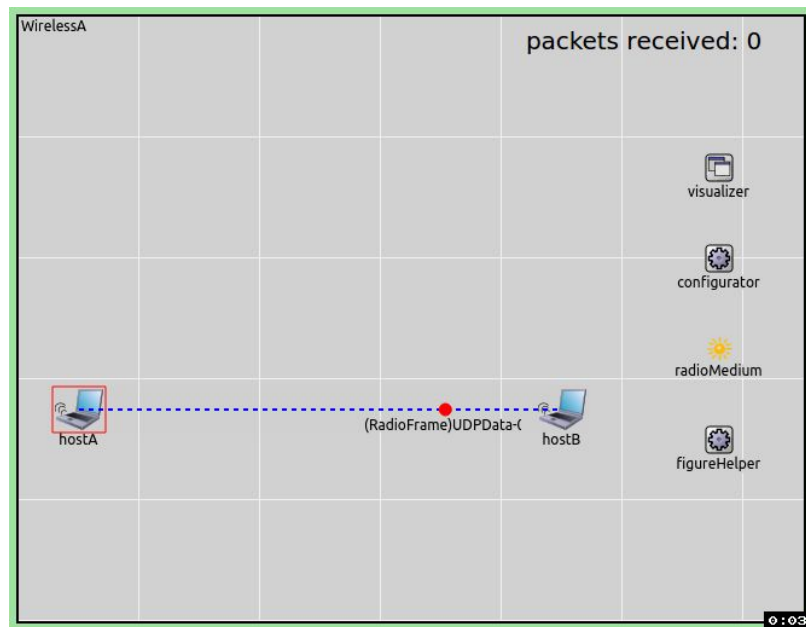 WirelessA
packets received: 0
visualizer
configurator
radioMedium
hostA
(RadioFrame)UDPData-(
hostB
figureHelper
0:03